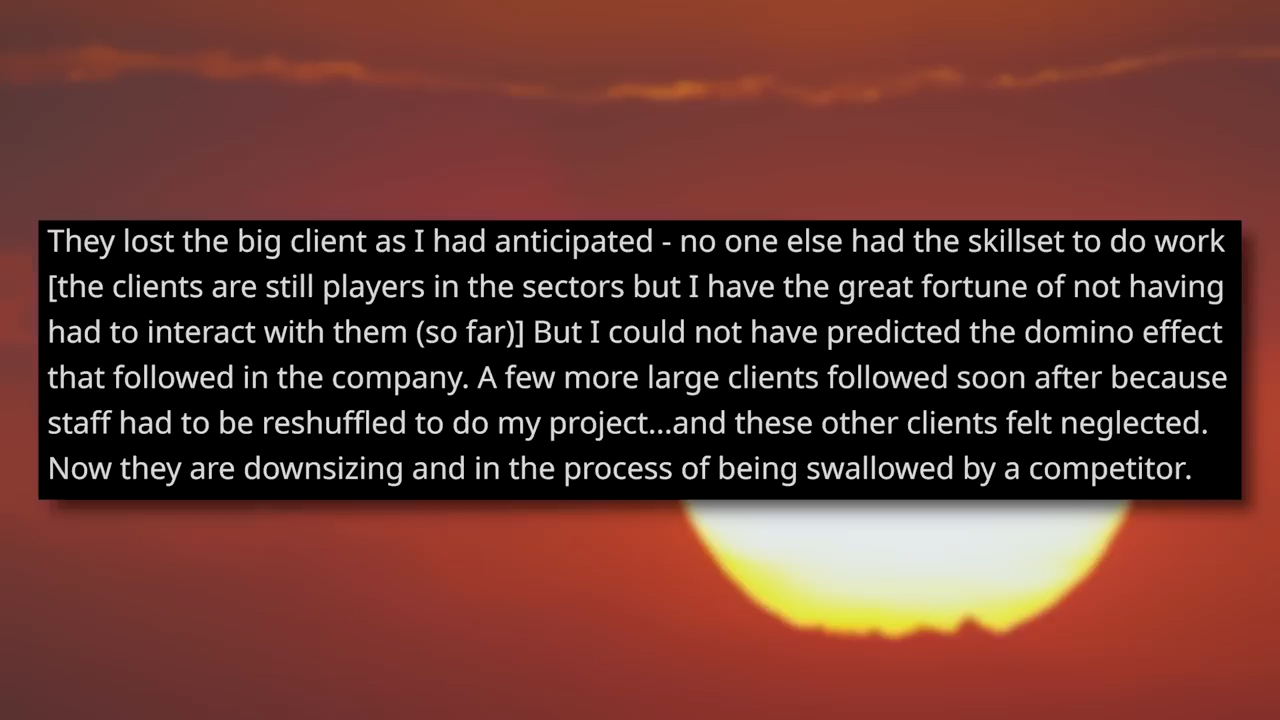 They lost the big client as I had anticipated - no one else had the skillset to do work
[the clients are still players in the sectors but I have the great fortune of not having
had to interact with them (so far)] But I could not have predicted the domino effect
that followed in the company. A few more large clients followed soon after because
staff had to be reshuffled to do my project...and these other clients felt neglected.
Now they are downsizing and in the process of being swallowed by a competitor.